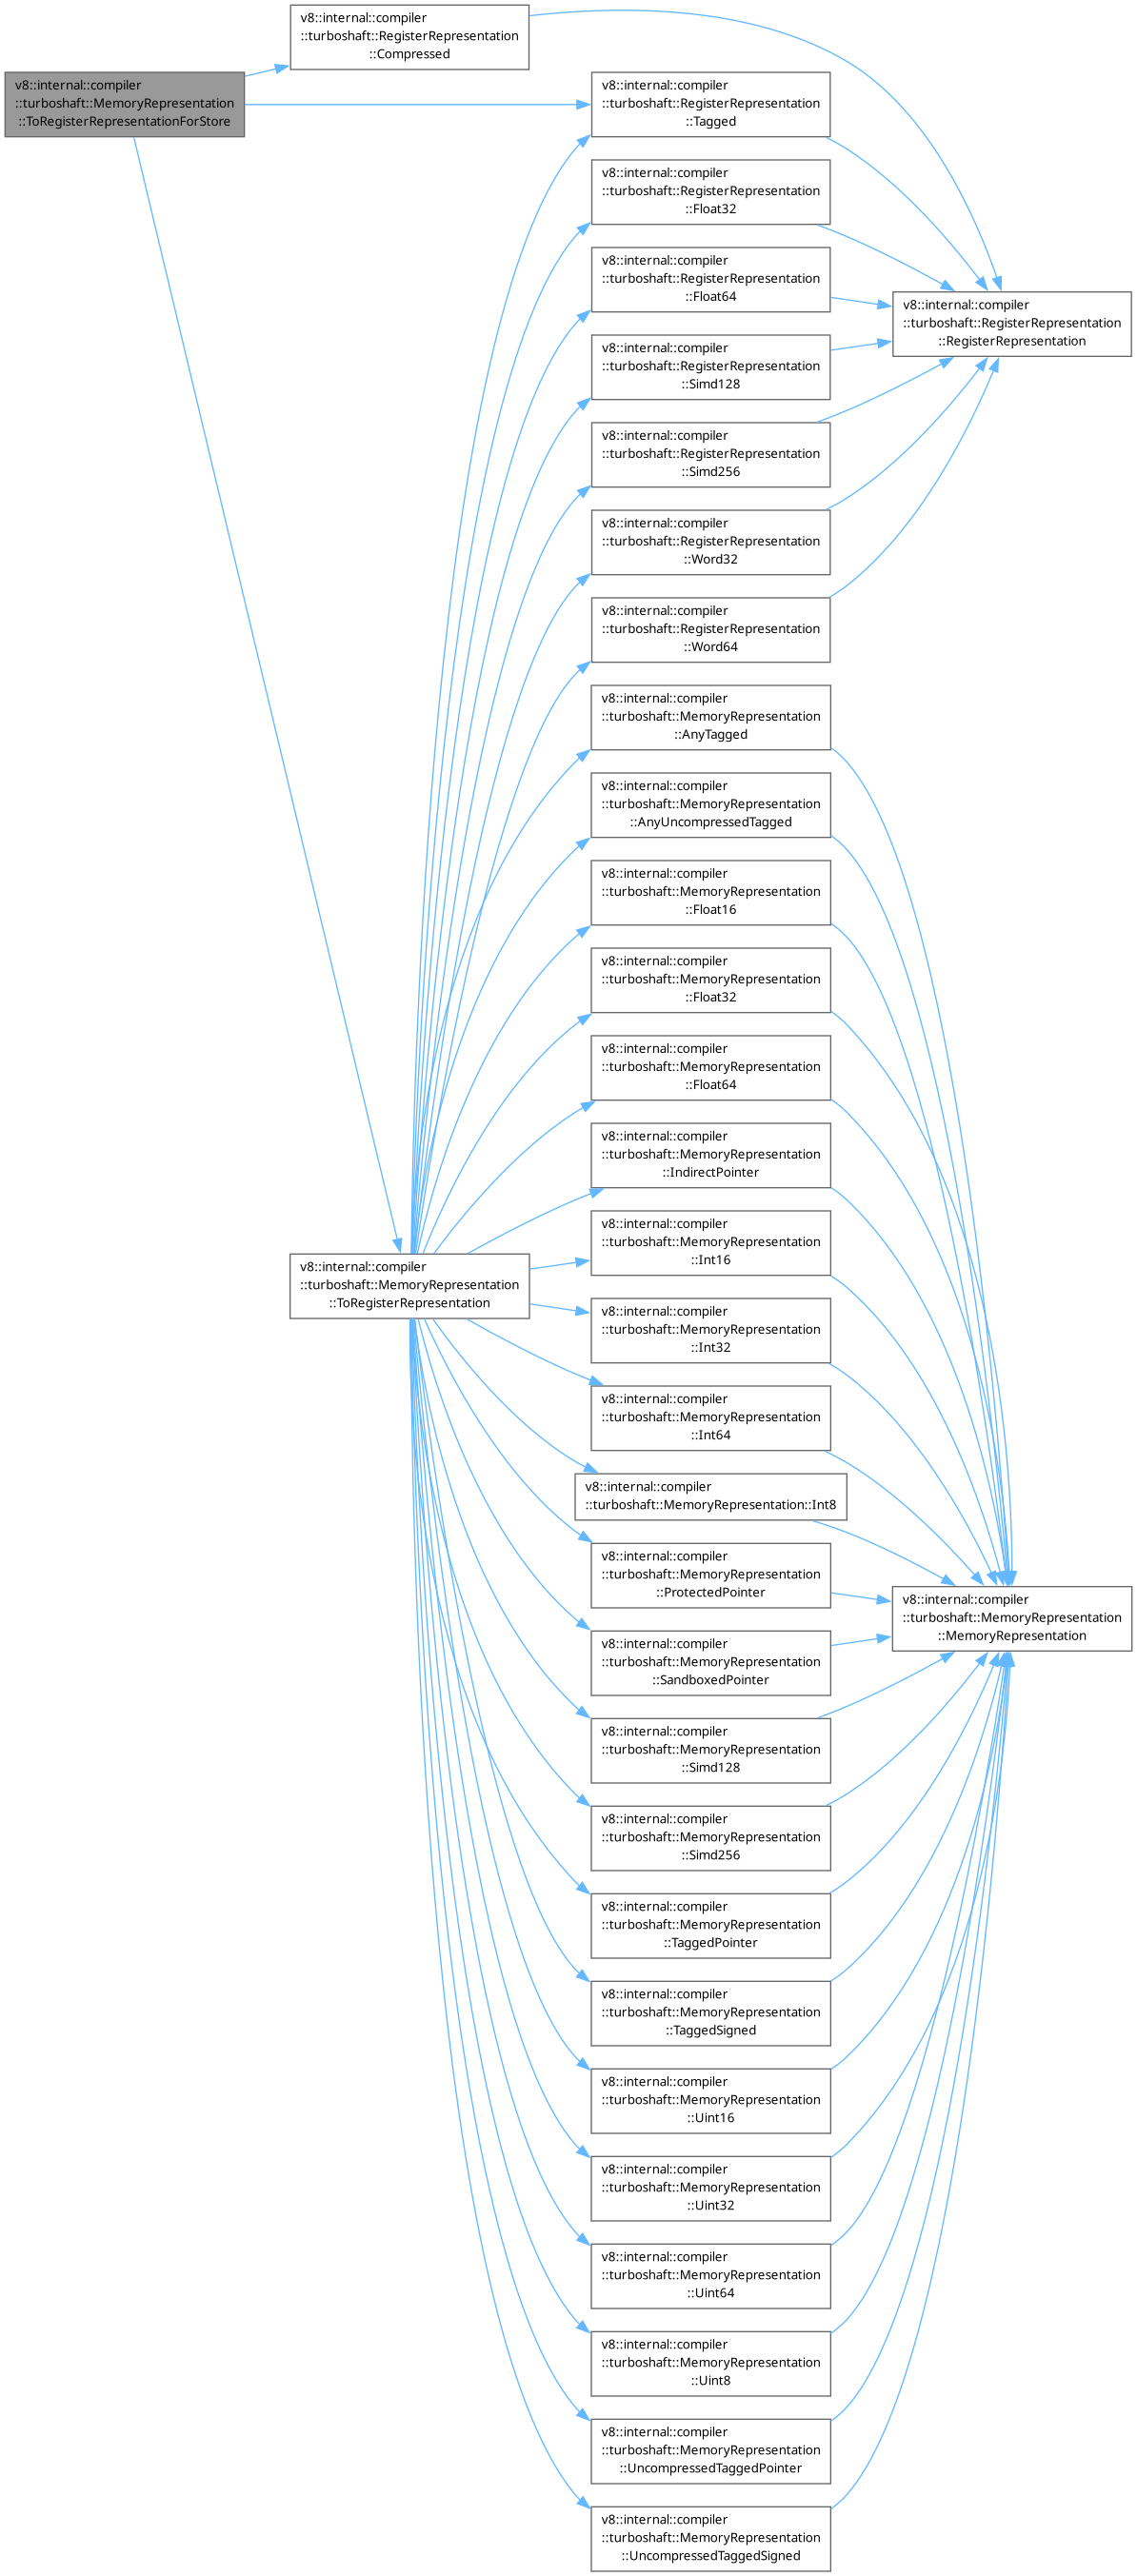 v8::internal::compiler
::turboshaft::RegisterRepresentation
::Compressed
v8::internal::compiler
::turboshaft::MemoryRepresentation
::ToRegisterRepresentationForStore
v8::internal::compiler
::turboshaft::RegisterRepresentation
::Tagged
v8::internal::compiler
::turboshaft::RegisterRepresentation
::Float32
v8::internal::compiler
::turboshaft::RegisterRepresentation
::Float64
v8::internal::compiler
::turboshaft::RegisterRepresentation
::RegisterRepresentation
v8::internal::compiler
::turboshaft::RegisterRepresentation
::Simd128
v8::internal::compiler
::turboshaft::RegisterRepresentation
::Simd256
v8::internal::compiler
::turboshaft::RegisterRepresentation
::Word32
v8::internal::compiler
::turboshaft::RegisterRepresentation
::Word64
v8::internal::compiler
::turboshaft::MemoryRepresentation
::AnyTagged
v8::internal::compiler
::turboshaft::MemoryRepresentation
::AnyUncompressedTagged
v8::internal::compiler
::turboshaft::MemoryRepresentation
::Float16
v8::internal::compiler
::turboshaft::MemoryRepresentation
::Float32
v8::internal::compiler
::turboshaft::MemoryRepresentation
::Float64
v8::internal::compiler
::turboshaft::MemoryRepresentation
::IndirectPointer
v8::internal::compiler
::turboshaft::MemoryRepresentation
::Int16
v8::internal::compiler
::turboshaft::MemoryRepresentation
::ToRegisterRepresentation
v8::internal::compiler
::turboshaft::MemoryRepresentation
::Int32
v8::internal::compiler
::turboshaft::MemoryRepresentation
::Int64
v8::internal::compiler
::turboshaft::MemoryRepresentation::Int8
v8::internal::compiler
::turboshaft::MemoryRepresentation
::ProtectedPointer
v8::internal::compiler
::turboshaft::MemoryRepresentation
::MemoryRepresentation
v8::internal::compiler
::turboshaft::MemoryRepresentation
::SandboxedPointer
v8::internal::compiler
::turboshaft::MemoryRepresentation
::Simd128
v8::internal::compiler
::turboshaft::MemoryRepresentation
::Simd256
v8::internal::compiler
::turboshaft::MemoryRepresentation
::TaggedPointer
v8::internal::compiler
::turboshaft::MemoryRepresentation
::TaggedSigned
v8::internal::compiler
::turboshaft::MemoryRepresentation
::Uint16
v8::internal::compiler
::turboshaft::MemoryRepresentation
::Uint32
v8::internal::compiler
::turboshaft::MemoryRepresentation
::Uint64
v8::internal::compiler
::turboshaft::MemoryRepresentation
::Uint8
v8::internal::compiler
::turboshaft::MemoryRepresentation
::UncompressedTaggedPointer
v8::internal::compiler
::turboshaft::MemoryRepresentation
::UncompressedTaggedSigned